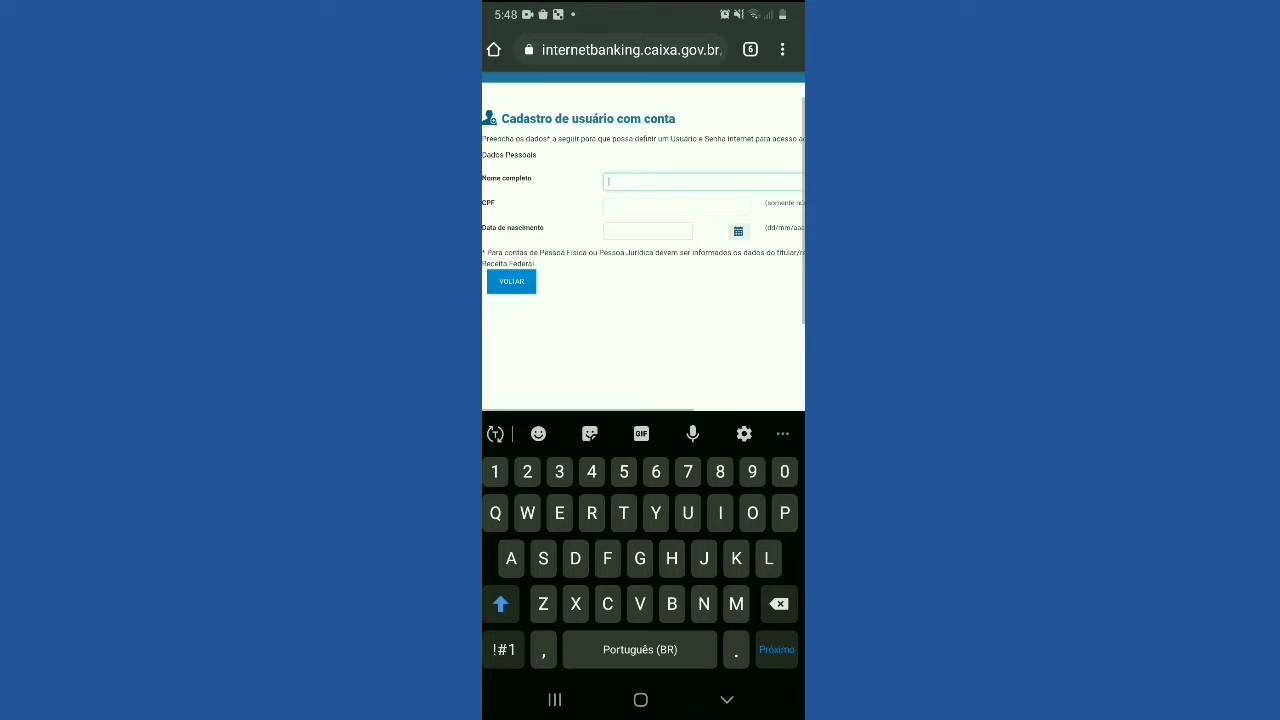 5:48
internetbanking.caixa.gov.br
6
Cadastro de usuário com conta
Preencha os dados* a seguir para que possa definir um Usuário e Senha internet para acesso
Dados Pessoais
Nome completo
CPF
(somente
Data de nascimento
(dd/mm/aaa
* Para contas de Pessoa Física ou Pessoa Jurídica devem ser informados os dados do titular/
Receita Federal.
VOLTAR
GIF
1 2 3 4 5 6 7 8 9 0
Q W E R T Y U I O P
A S D F G H J K L
Z X C V B N M
!#1 , Português (BR) . Próximo